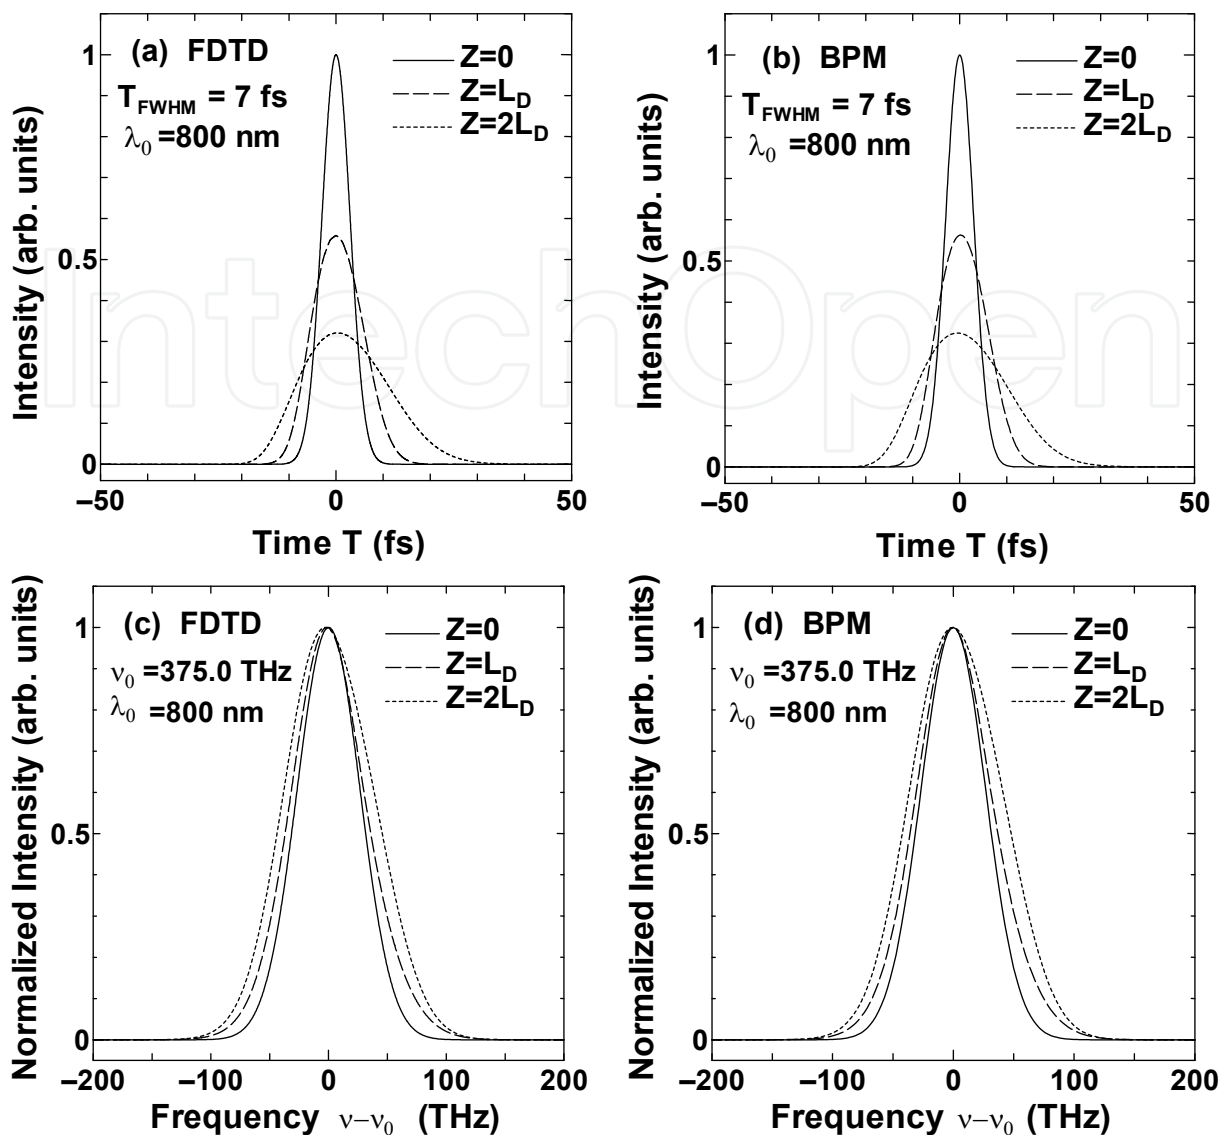 (a) FDTD
T_FWHM = 7 fs
λ₀ =800 nm
Z=0
Z=L_D
Z=2L_D
1
0.5
0
Intensity (arb. units)
−50
0
50
Time T (fs)
(b) BPM
T_FWHM = 7 fs
λ₀ =800 nm
Z=0
Z=L_D
Z=2L_D
1
0.5
0
Intensity (arb. units)
−50
0
50
Time T (fs)
IntechOpen
(c) FDTD
ν₀ =375.0 THz
λ₀ =800 nm
Z=0
Z=L_D
Z=2L_D
1
0.5
0
Normalized Intensity (arb. units)
−200
−100
0
100
200
Frequency ν−ν₀ (THz)
(d) BPM
ν₀ =375.0 THz
λ₀ =800 nm
Z=0
Z=L_D
Z=2L_D
1
0.5
0
Normalized Intensity (arb. units)
−200
−100
0
100
200
Frequency ν−ν₀ (THz)